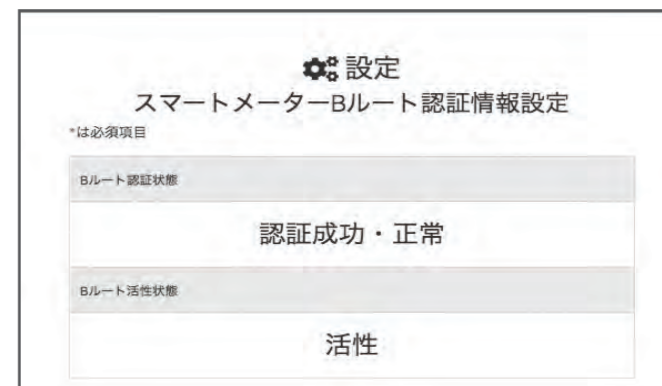 設定
スマートメーターBルート認証情報設定
*は必須項目
Bルート認証状態
認証成功・正常
Bルート活性状態
活性